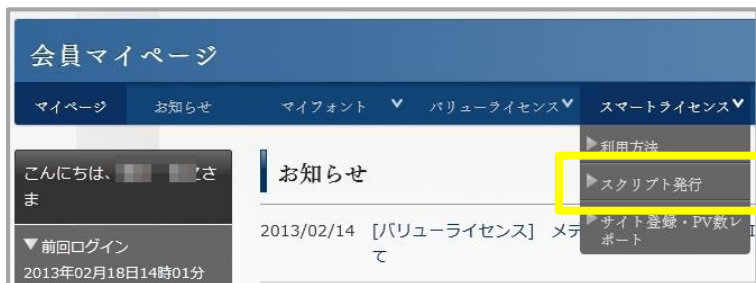 会員マイページ
マイページ お知らせ マイフォント バリューライセンス スマートライセンス
利用方法
こんにちは、 さ
ま
お知らせ
スクリプト発行
サイト登録・PV数レ
ポート
2013/02/14 [バリューライセンス] メデ
て
▼前回ログイン
2013年02月18日14時01分